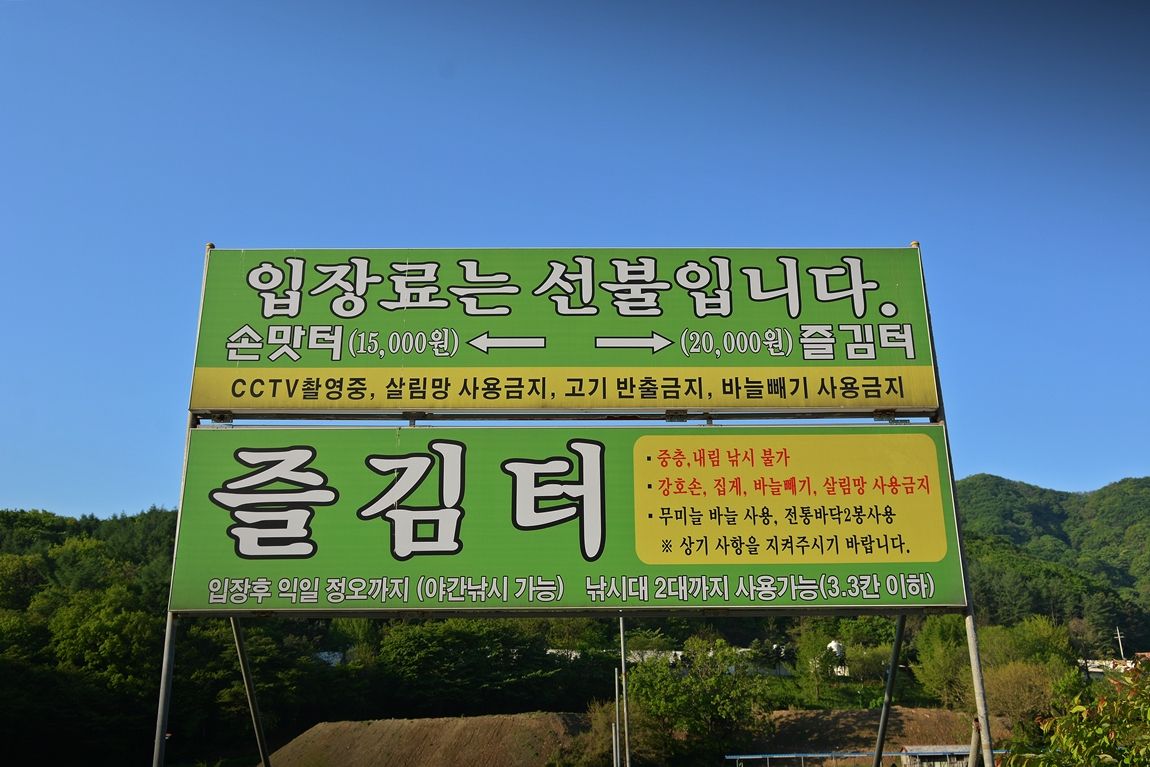 입장료는 선불입니다.
손맛터 (15,000원) ← → (20,000원) 즐김터
CCTV촬영중, 살림망 사용금지, 고기 반출금지, 바늘빼기 사용금지
즐김터
· 중층,내림 낚시 불가
· 강호손, 집게, 바늘빼기, 살림망 사용금지
· 무미늘 바늘 사용, 전통바닥2봉사용
※ 상기 사항을 지켜주시기 바랍니다.
입장후 익일 정오까지 (야간낚시 가능) 낚시대 2대까지 사용가능(3.3칸 이하)